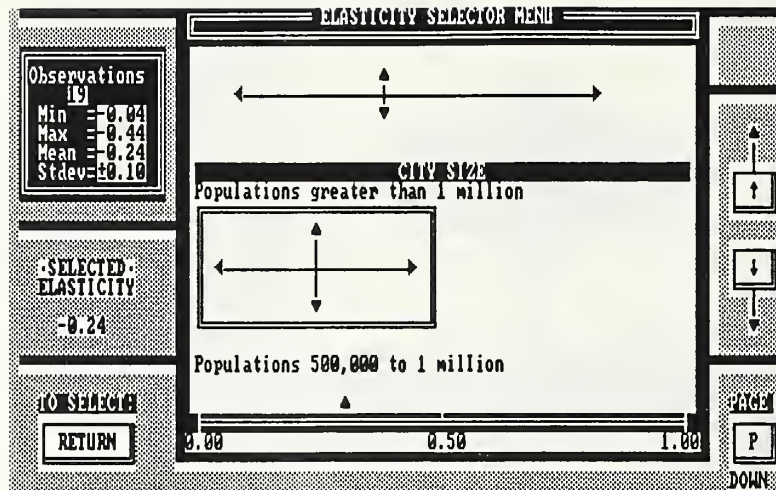 ELASTICITY SELECTOR MENU
Observations
19
Min =-0.04
Max =-0.44
Mean =-0.24
Stdev=±0.10
CITY SIZE
Populations greater than 1 million
·SELECTED·
ELASTICITY
-0.24
Populations 500,000 to 1 million
TO SELECT:
RETURN
0.00 0.50 1.00
PAGE
P
DOWN